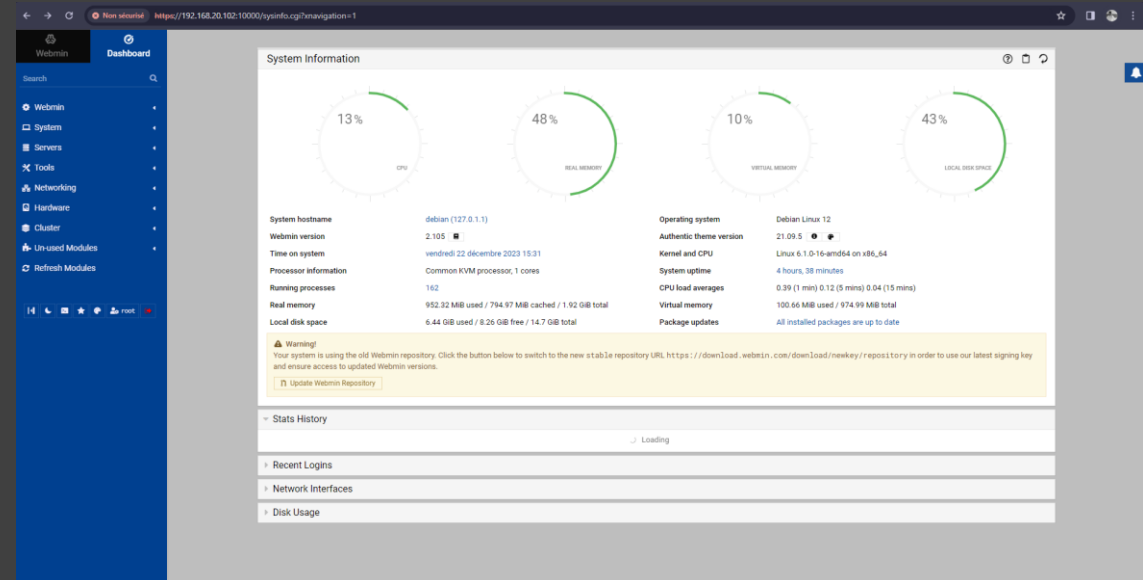 Non sécurisé https://192.168.20.102:10000/sysinfo.cgi?xnavigation=1
Webmin Dashboard
Search
Webmin
System
Servers
Tools
Networking
Hardware
Cluster
Un-used Modules
Refresh Modules
root
System Information
13% CPU
48% REAL MEMORY
10% VIRTUAL MEMORY
43% LOCAL DISK SPACE
System hostname debian (127.0.1.1) Operating system Debian Linux 12
Webmin version 2.105 Authentic theme version 21.09.5
Time on system vendredi 22 décembre 2023 15:31 Kernel and CPU Linux 6.1.0-16-amd64 on x86_64
Processor information Common KVM processor, 1 cores System uptime 4 hours, 38 minutes
Running processes 162 CPU load averages 0.39 (1 min) 0.12 (5 mins) 0.04 (15 mins)
Real memory 952.32 MiB used / 794.97 MiB cached / 1.92 GiB total Virtual memory 100.66 MiB used / 974.99 MiB total
Local disk space 6.44 GiB used / 8.26 GiB free / 14.7 GiB total Package updates All installed packages are up to date
Warning!
Your system is using the old Webmin repository. Click the button below to switch to the new stable repository URL https://download.webmin.com/download/newkey/repository in order to use our latest signing key
and ensure access to updated Webmin versions.
Update Webmin Repository
Stats History
Loading
Recent Logins
Network Interfaces
Disk Usage